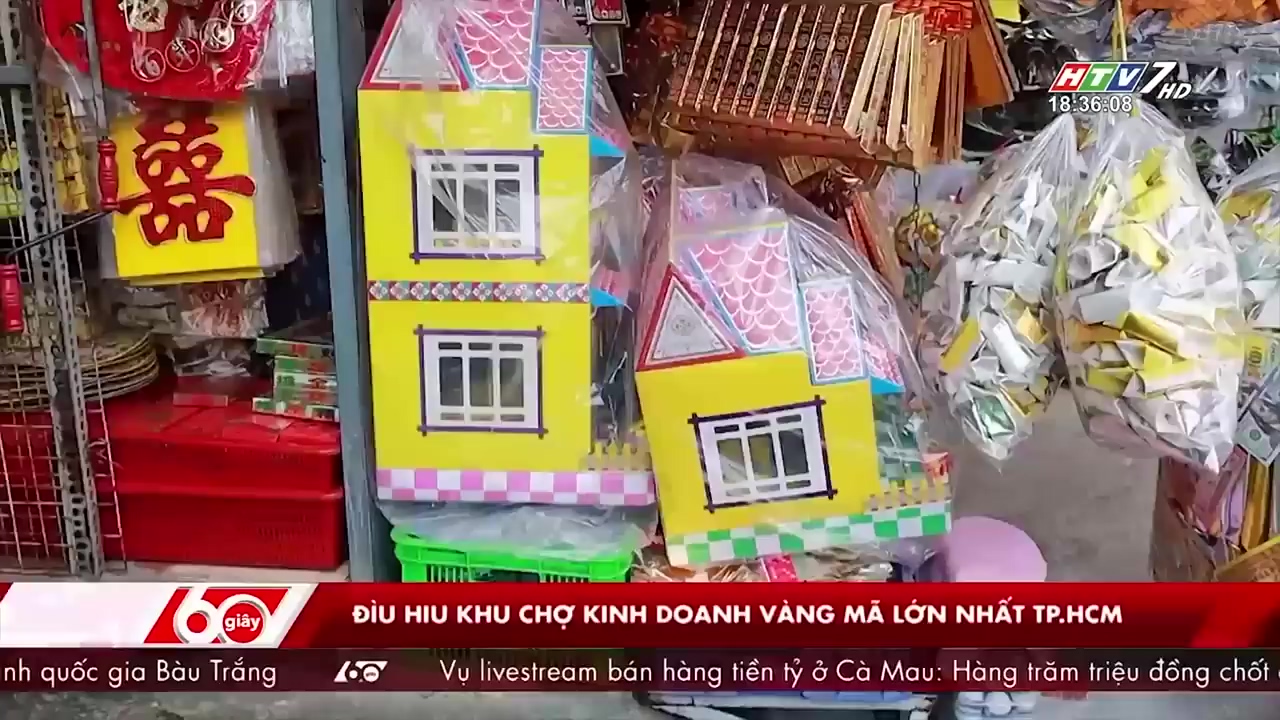 HTV7 HD
18:36:08
囍
60 giây
ĐÌU HIU KHU CHỢ KINH DOANH VÀNG MÃ LỚN NHẤT TP.HCM
nh quốc gia Bàu Trắng
60 giây
Vụ livestream bán hàng tiền tỷ ở Cà Mau: Hàng trăm triệu đồng chốt